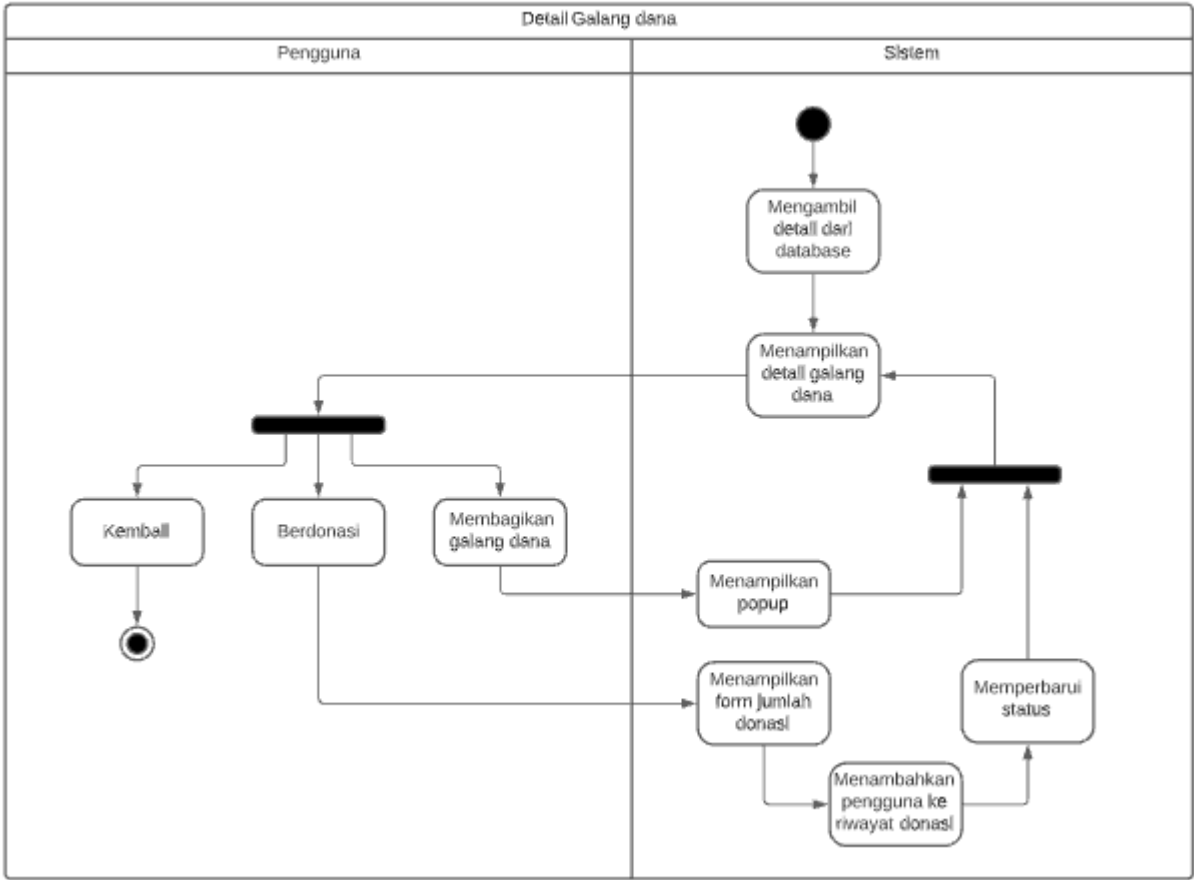 Detail Galang dana
Pengguna
Sistem
Mengambil
detail dari
database
Menampilkan
detail galang
dana
Kembali
Berdonasi
Membagikan
galang dana
Menampilkan
popup
Menampilkan
form jumlah
donasi
Memperbarui
status
Menambahkan
pengguna ke
riwayat donasi